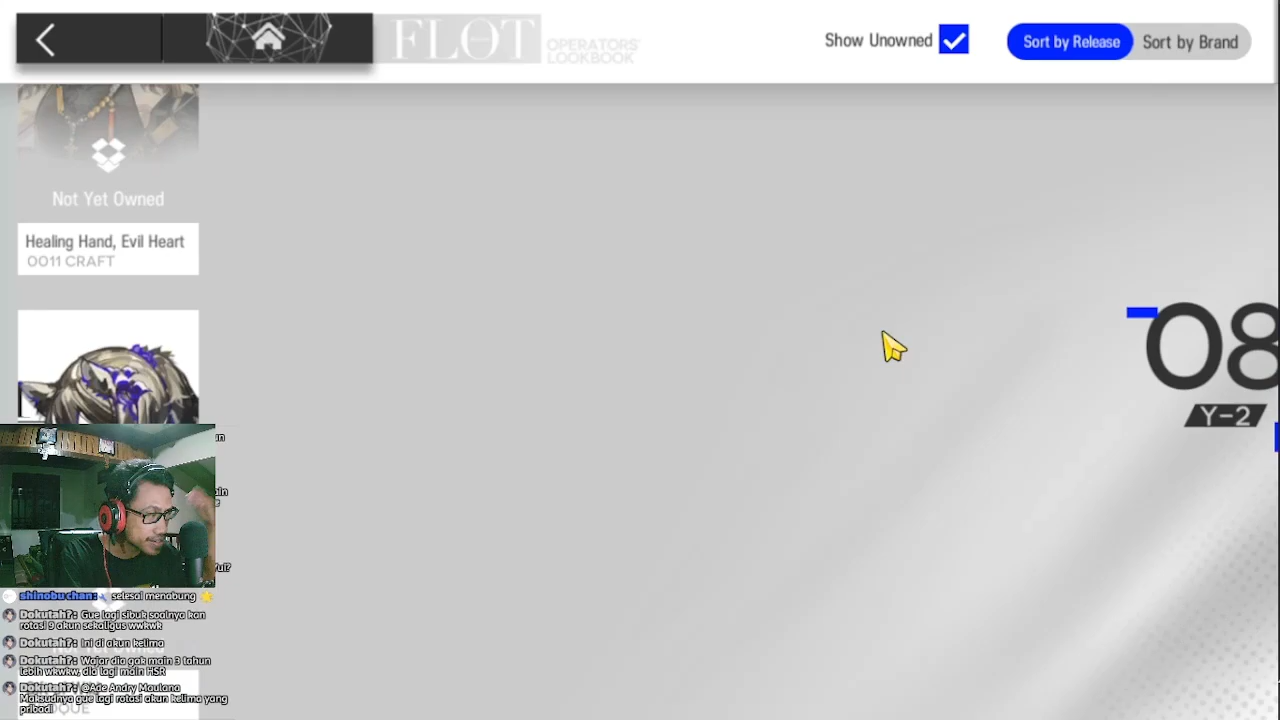 FLOT
OPERATORS'
LOOKBOOK
Show Unowned
Sort by Release
Sort by Brand
Not Yet Owned
Healing Hand, Evil Heart
0011 CRAFT
08
Y-2
shinobu chan: selesai menabung
Dokutah?: Gue lagi sibuk soalnya kan
rotasi 9 akun sekaligus wwkwk
Dokutah?: Ini di akun kelima
Dokutah?: Wajar dia gak main 3 tahun
lebih wkwkw, dia lagi main HSR
Dokutah?: @Ade Andry Maulana
Maksudnya gue lagi rotasi akun kelima yang
pribadi